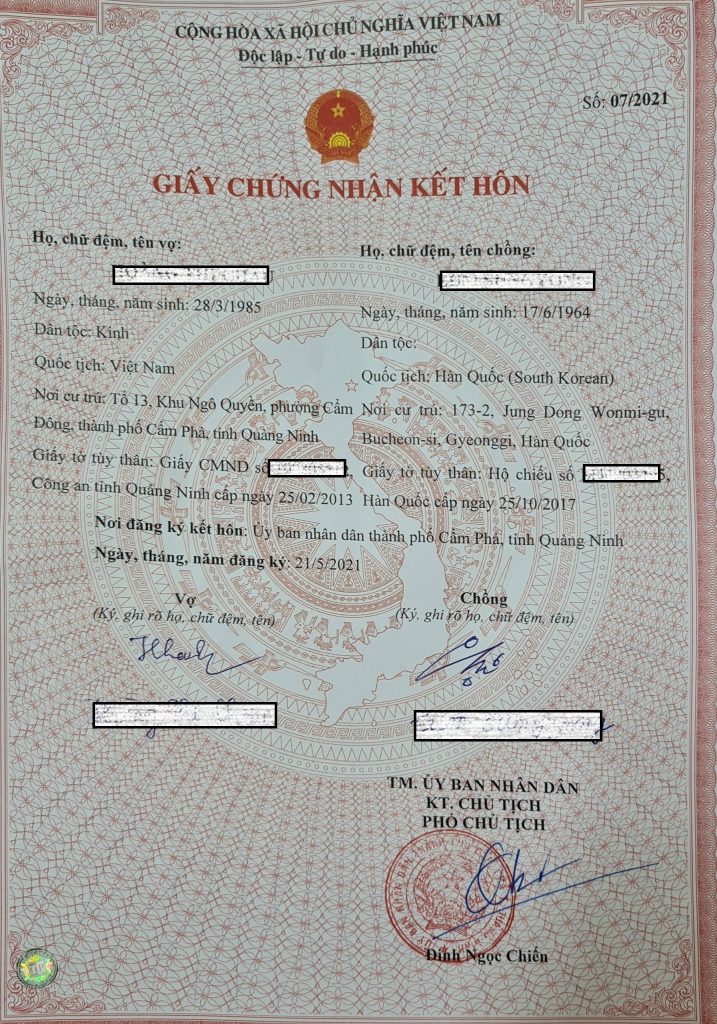 CỘNG HÒA XÃ HỘI CHỦ NGHĨA VIỆT NAM
Độc lập - Tự do - Hạnh phúc
Số: 07/2021
GIẤY CHỨNG NHẬN KẾT HÔN
Họ, chữ đệm, tên vợ:
Ngày, tháng, năm sinh: 28/3/1985
Dân tộc: Kinh
Quốc tịch: Việt Nam
Nơi cư trú: Tổ 13, Khu Ngô Quyền, phường Cẩm
Đông, thành phố Cẩm Phả, tỉnh Quảng Ninh
Giấy tờ tùy thân: Giấy CMND số
Công an tỉnh Quảng Ninh cấp ngày 25/02/2013
Họ, chữ đệm, tên chồng:
Ngày, tháng, năm sinh: 17/6/1964
Dân tộc:
Quốc tịch: Hàn Quốc (South Korean)
Nơi cư trú: 173-2, Jung Dong Wonmi-gu,
Bucheon-si, Gyeonggi, Hàn Quốc
Giấy tờ tùy thân: Hộ chiếu số
Hàn Quốc cấp ngày 25/10/2017
Nơi đăng ký kết hôn: Ủy ban nhân dân thành phố Cẩm Phả, tỉnh Quảng Ninh
Ngày, tháng, năm đăng ký: 21/5/2021
Vợ
(Ký, ghi rõ họ, chữ đệm, tên)
Chồng
(Ký, ghi rõ họ, chữ đệm, tên)
TM. ỦY BAN NHÂN DÂN
KT. CHỦ TỊCH
PHÓ CHỦ TỊCH
Đinh Ngọc Chiến